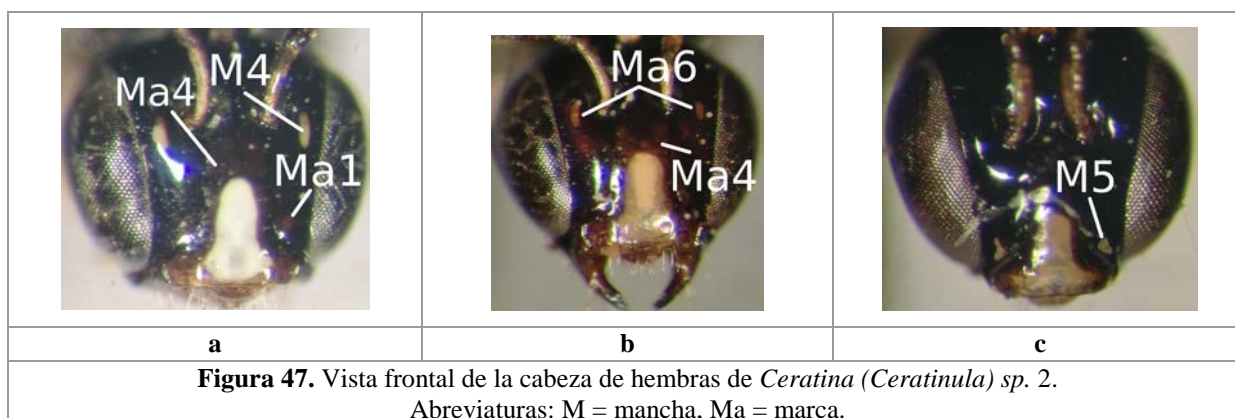 Ma4 M4 Ma1
Ma6 Ma4
M5
a b c
Figura 47. Vista frontal de la cabeza de hembras de Ceratina (Ceratinula) sp. 2.
Abreviaturas: M = mancha, Ma = marca.